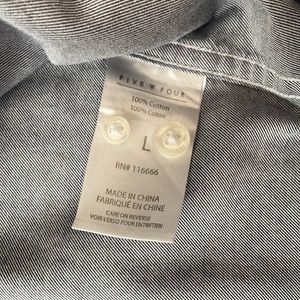 FIVE FOUR
100% Cotton
100% Coton
L
RN# 116666
MADE IN CHINA
FABRIQUÉ EN CHINE
CARE ON REVERSE
VOIR VERSO POUR ENTRETIEN